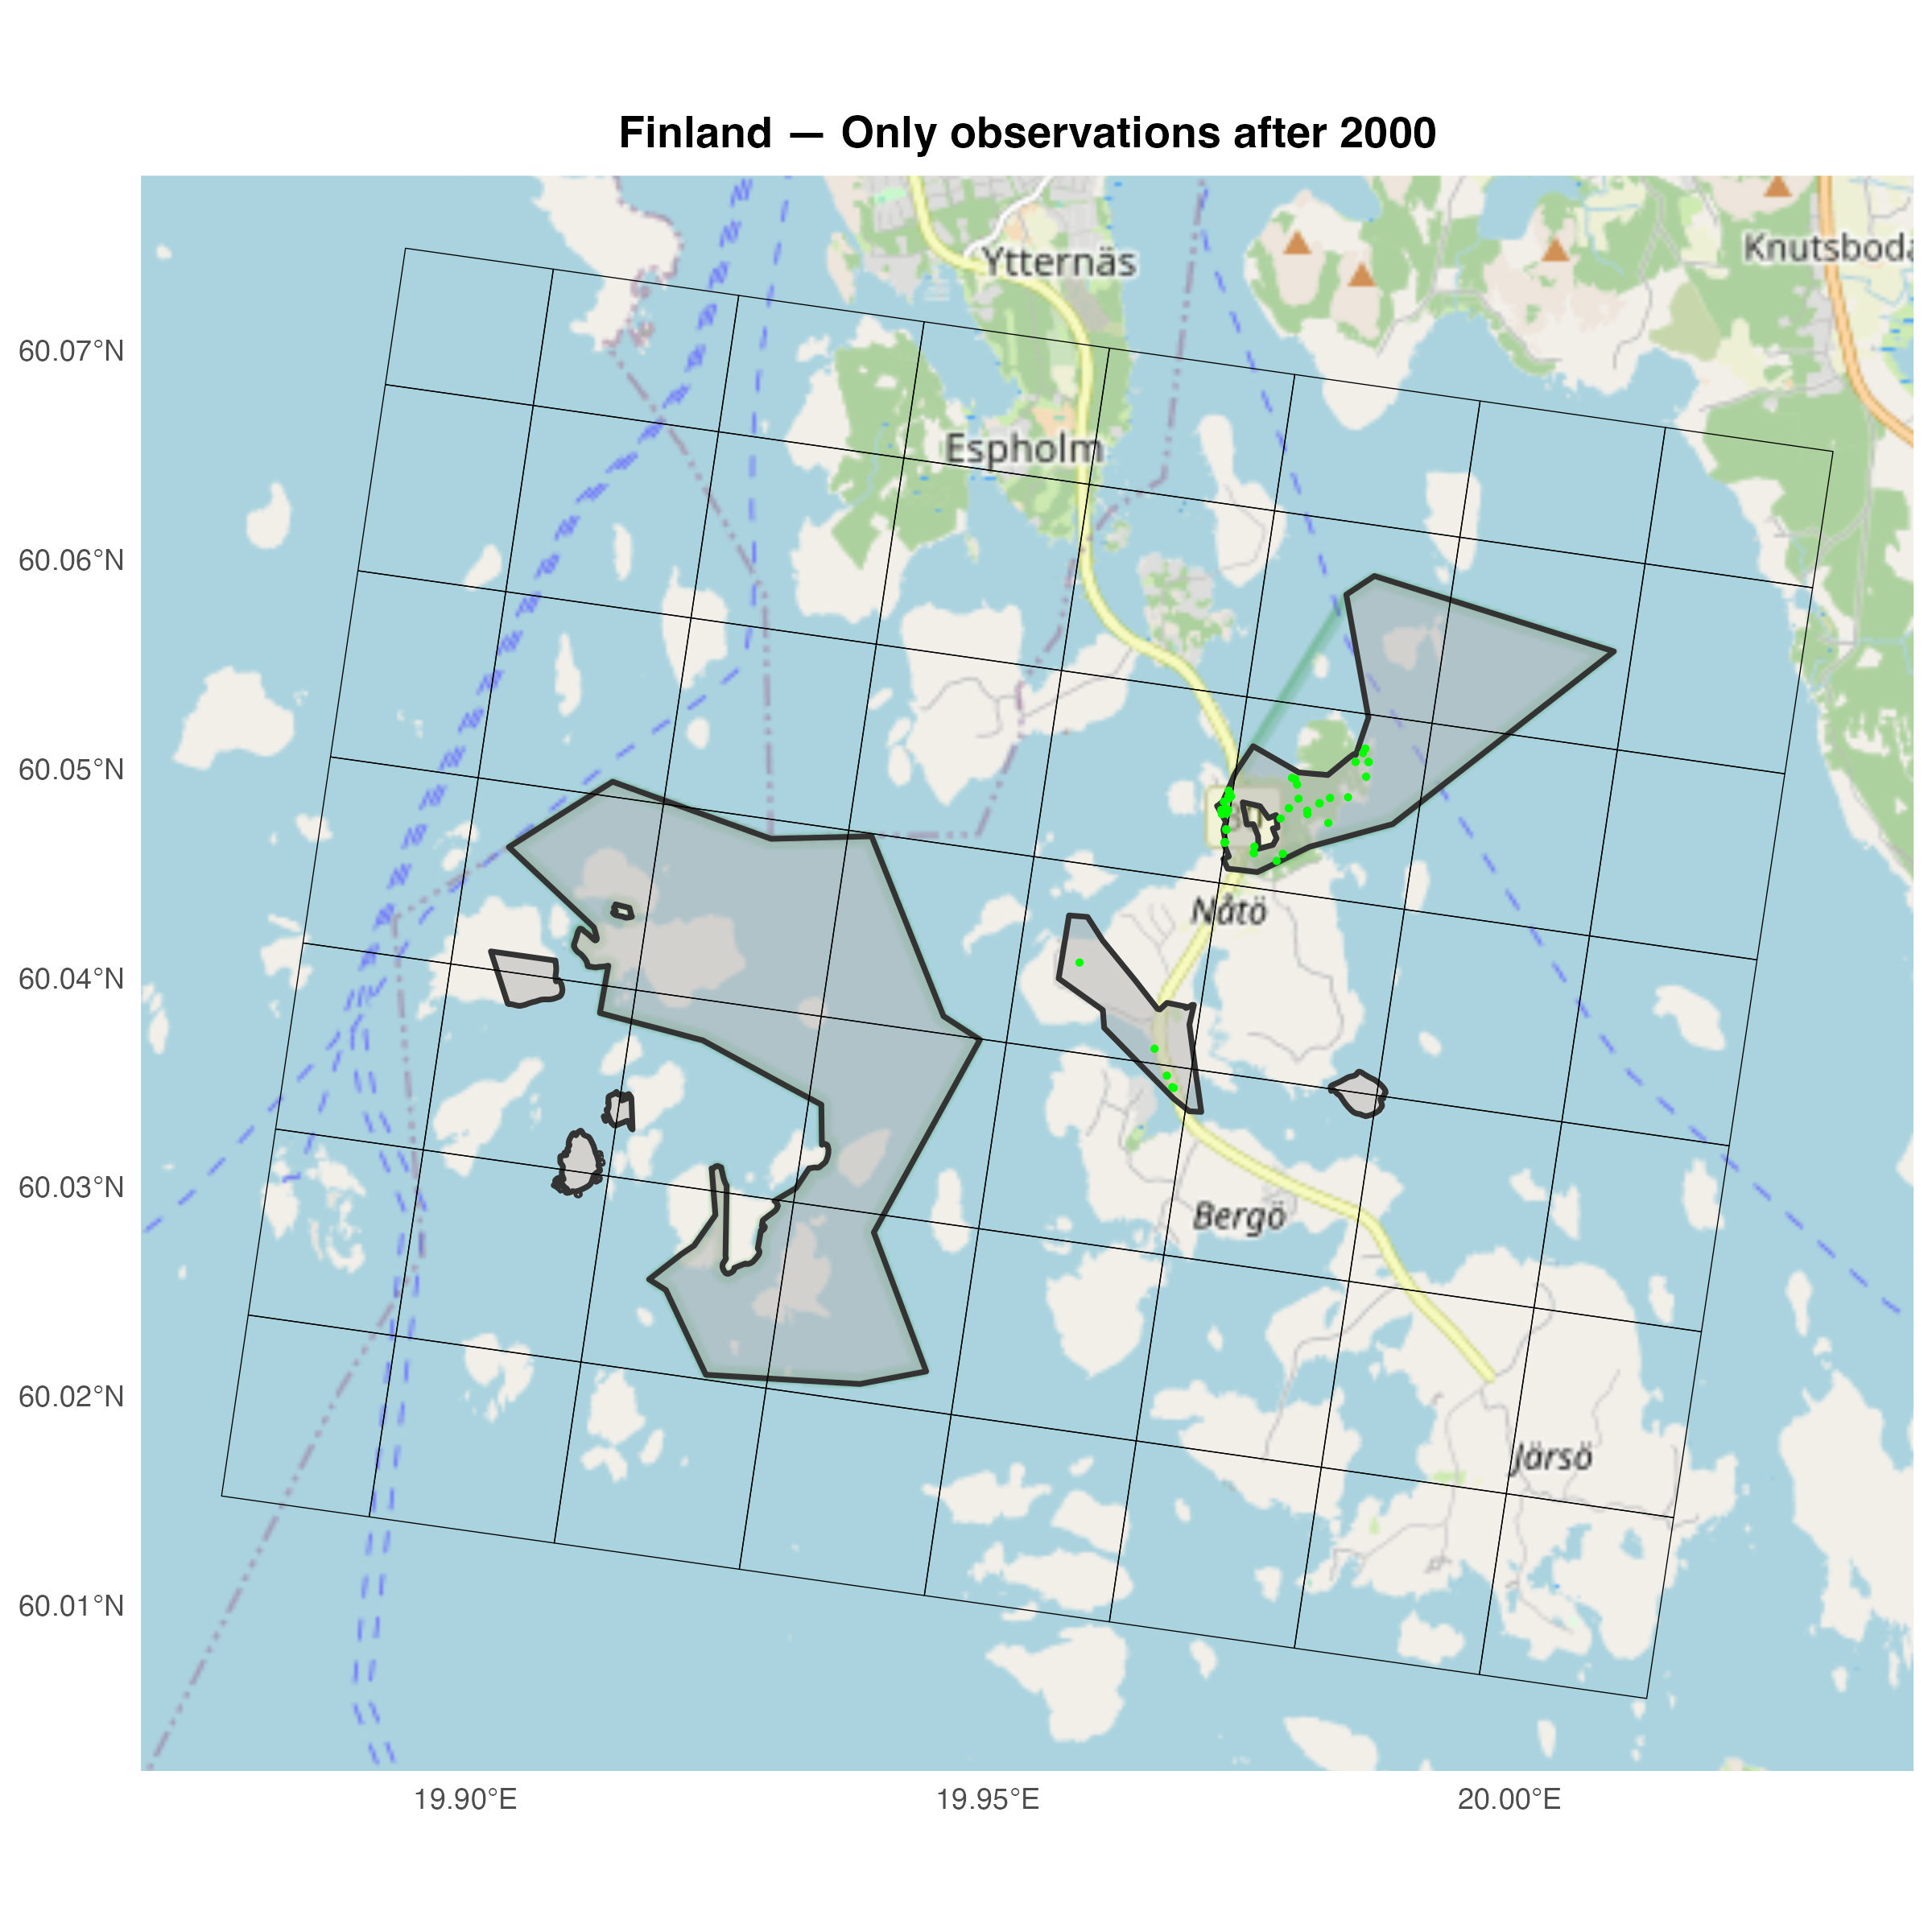 Finland — Only observations after 2000
Ytternäs
Knutsboda
60.07°N
Espholm
60.06°N
60.05°N
Nåtö
60.04°N
60.03°N
Bergö
60.02°N
Järsö
60.01°N
19.90°E
19.95°E
20.00°E